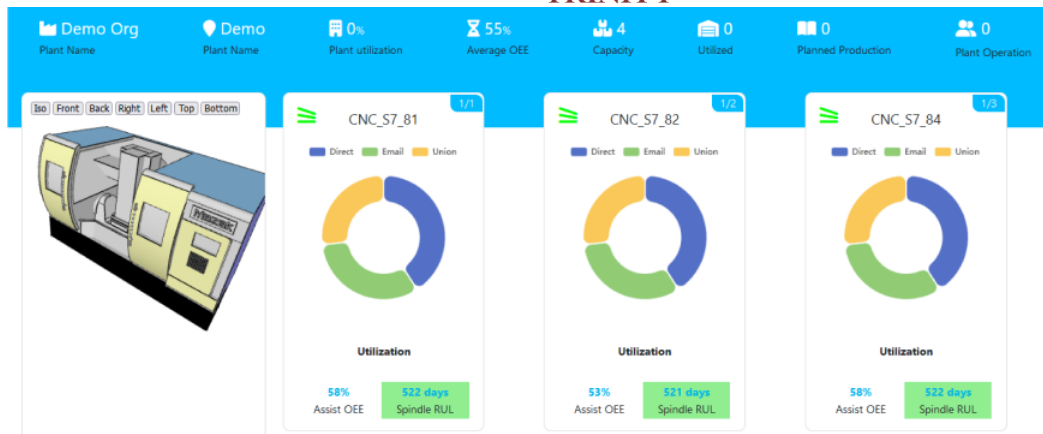 TRINITY
Demo Org
Plant Name
Demo
Plant Name
0%
Plant utilization
55%
Average OEE
4
Capacity
0
Utilized
0
Planned Production
0
Plant Operation
Iso Front Back Right Left Top Bottom
Mazak
1/1
CNC_S7_81
Direct Email Union
Utilization
58%
Assist OEE
522 days
Spindle RUL
1/2
CNC_S7_82
Direct Email Union
Utilization
53%
Assist OEE
521 days
Spindle RUL
1/3
CNC_S7_84
Direct Email Union
Utilization
58%
Assist OEE
522 days
Spindle RUL